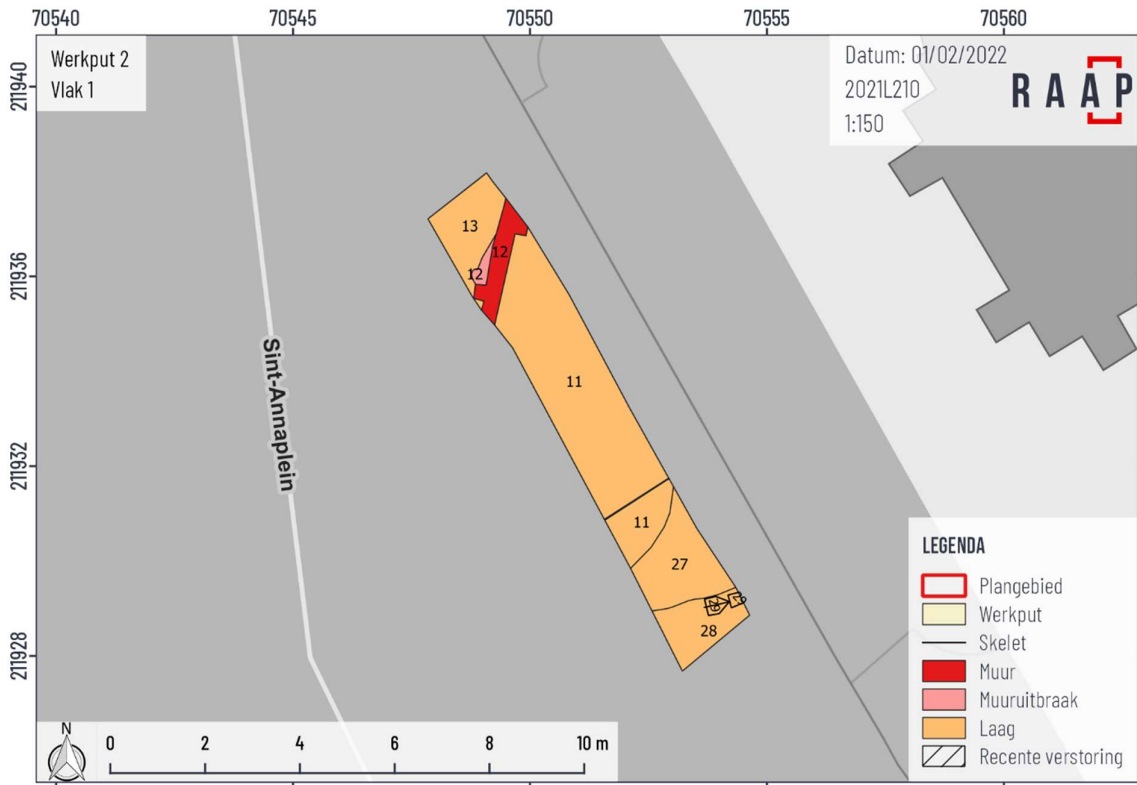 70540 70545 70550 70555 70560
Werkput 2
Vlak 1
Datum: 01/02/2022
2021L210
1:150
RAAP
211940
211936
211932
211928
13
12
12
11
11
27
28
Sint-Annaplein
LEGENDA
Plangebied
Werkput
Skelet
Muur
Muuruitbraak
Laag
Recente verstoring
N
0 2 4 6 8 10 m